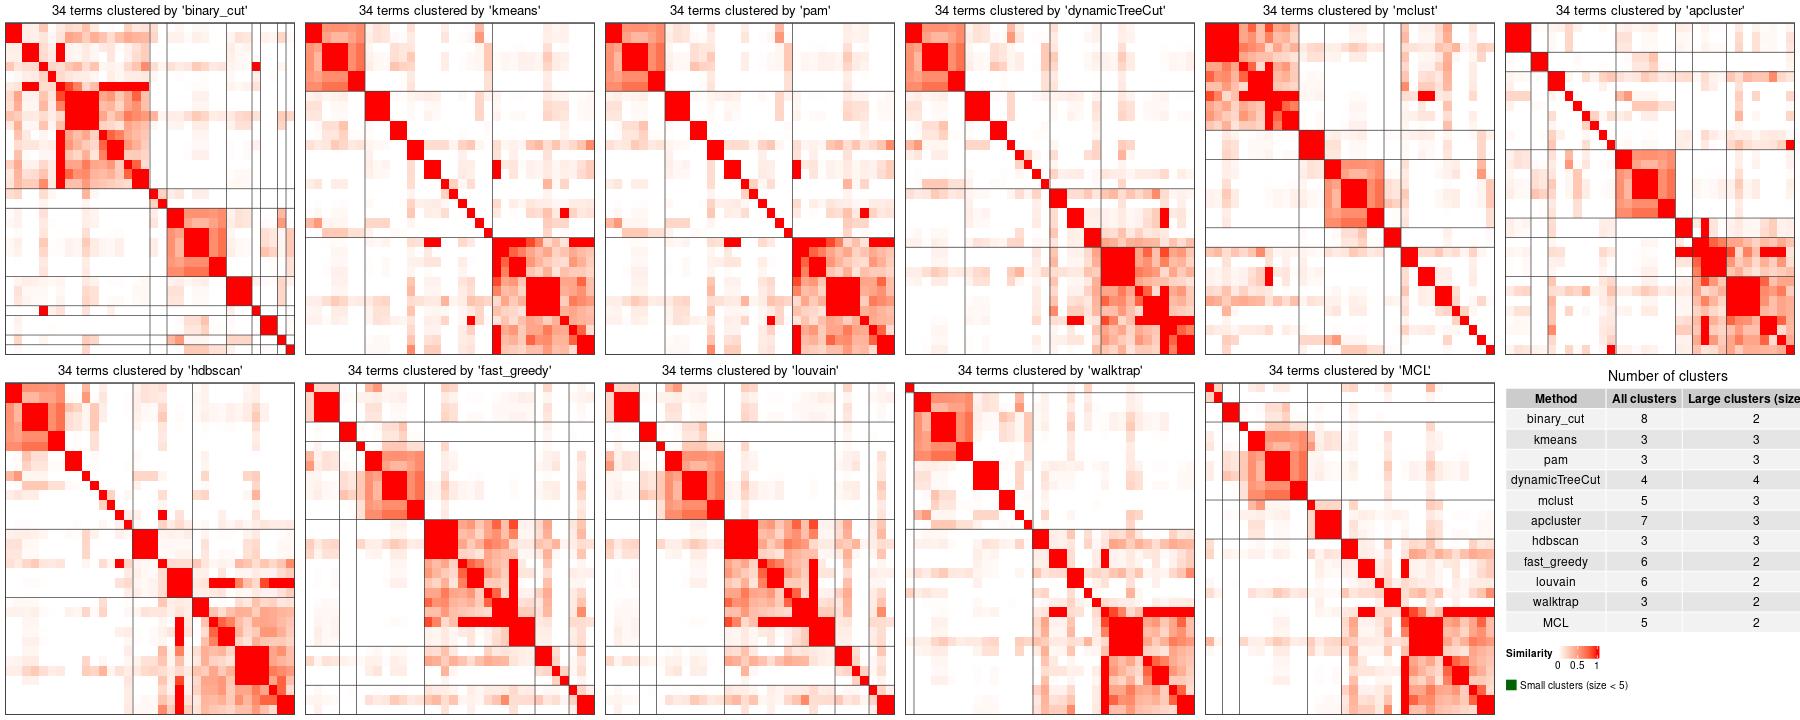 34 terms clustered by 'binary_cut'
34 terms clustered by 'kmeans'
34 terms clustered by 'pam'
34 terms clustered by 'dynamicTreeCut'
34 terms clustered by 'mclust'
34 terms clustered by 'apcluster'
34 terms clustered by 'hdbscan'
34 terms clustered by 'fast_greedy'
34 terms clustered by 'louvain'
34 terms clustered by 'walktrap'
34 terms clustered by 'MCL'
Number of clusters
Method All clusters Large clusters (size
binary_cut 8 2
kmeans 3 3
pam 3 3
dynamicTreeCut 4 4
mclust 5 3
apcluster 7 3
hdbscan 3 3
fast_greedy 6 2
louvain 6 2
walktrap 3 2
MCL 5 2
Similarity
0 0.5 1
Small clusters (size < 5)